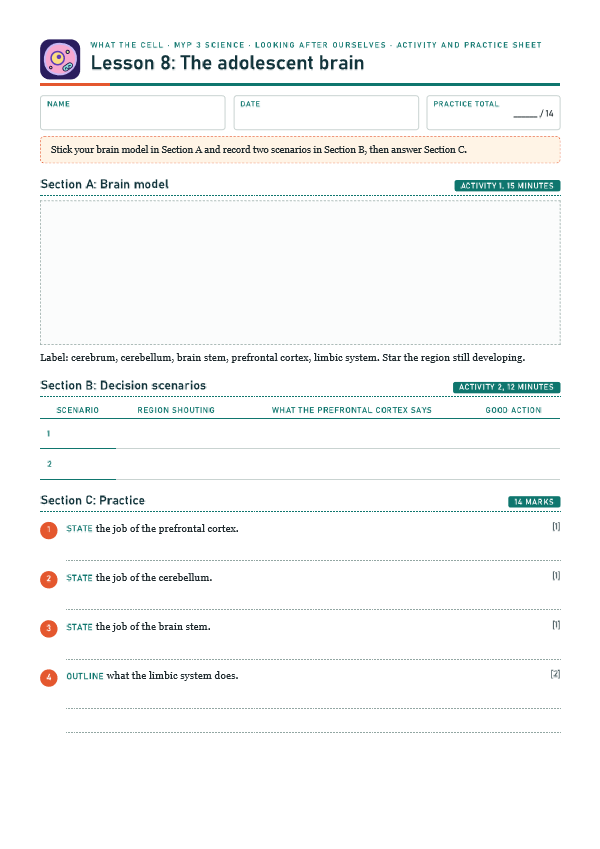 WHAT THE CELL · MYP 3 SCIENCE · LOOKING AFTER OURSELVES · ACTIVITY AND PRACTICE SHEET
Lesson 8: The adolescent brain
NAME
DATE
PRACTICE TOTAL
_____ / 14
Stick your brain model in Section A and record two scenarios in Section B, then answer Section C.
Section A: Brain model
ACTIVITY 1, 15 MINUTES
Label: cerebrum, cerebellum, brain stem, prefrontal cortex, limbic system. Star the region still developing.
Section B: Decision scenarios
ACTIVITY 2, 12 MINUTES
SCENARIO REGION SHOUTING WHAT THE PREFRONTAL CORTEX SAYS GOOD ACTION
1
2
Section C: Practice
14 MARKS
1 STATE the job of the prefrontal cortex. [1]
2 STATE the job of the cerebellum. [1]
3 STATE the job of the brain stem. [1]
4 OUTLINE what the limbic system does. [2]